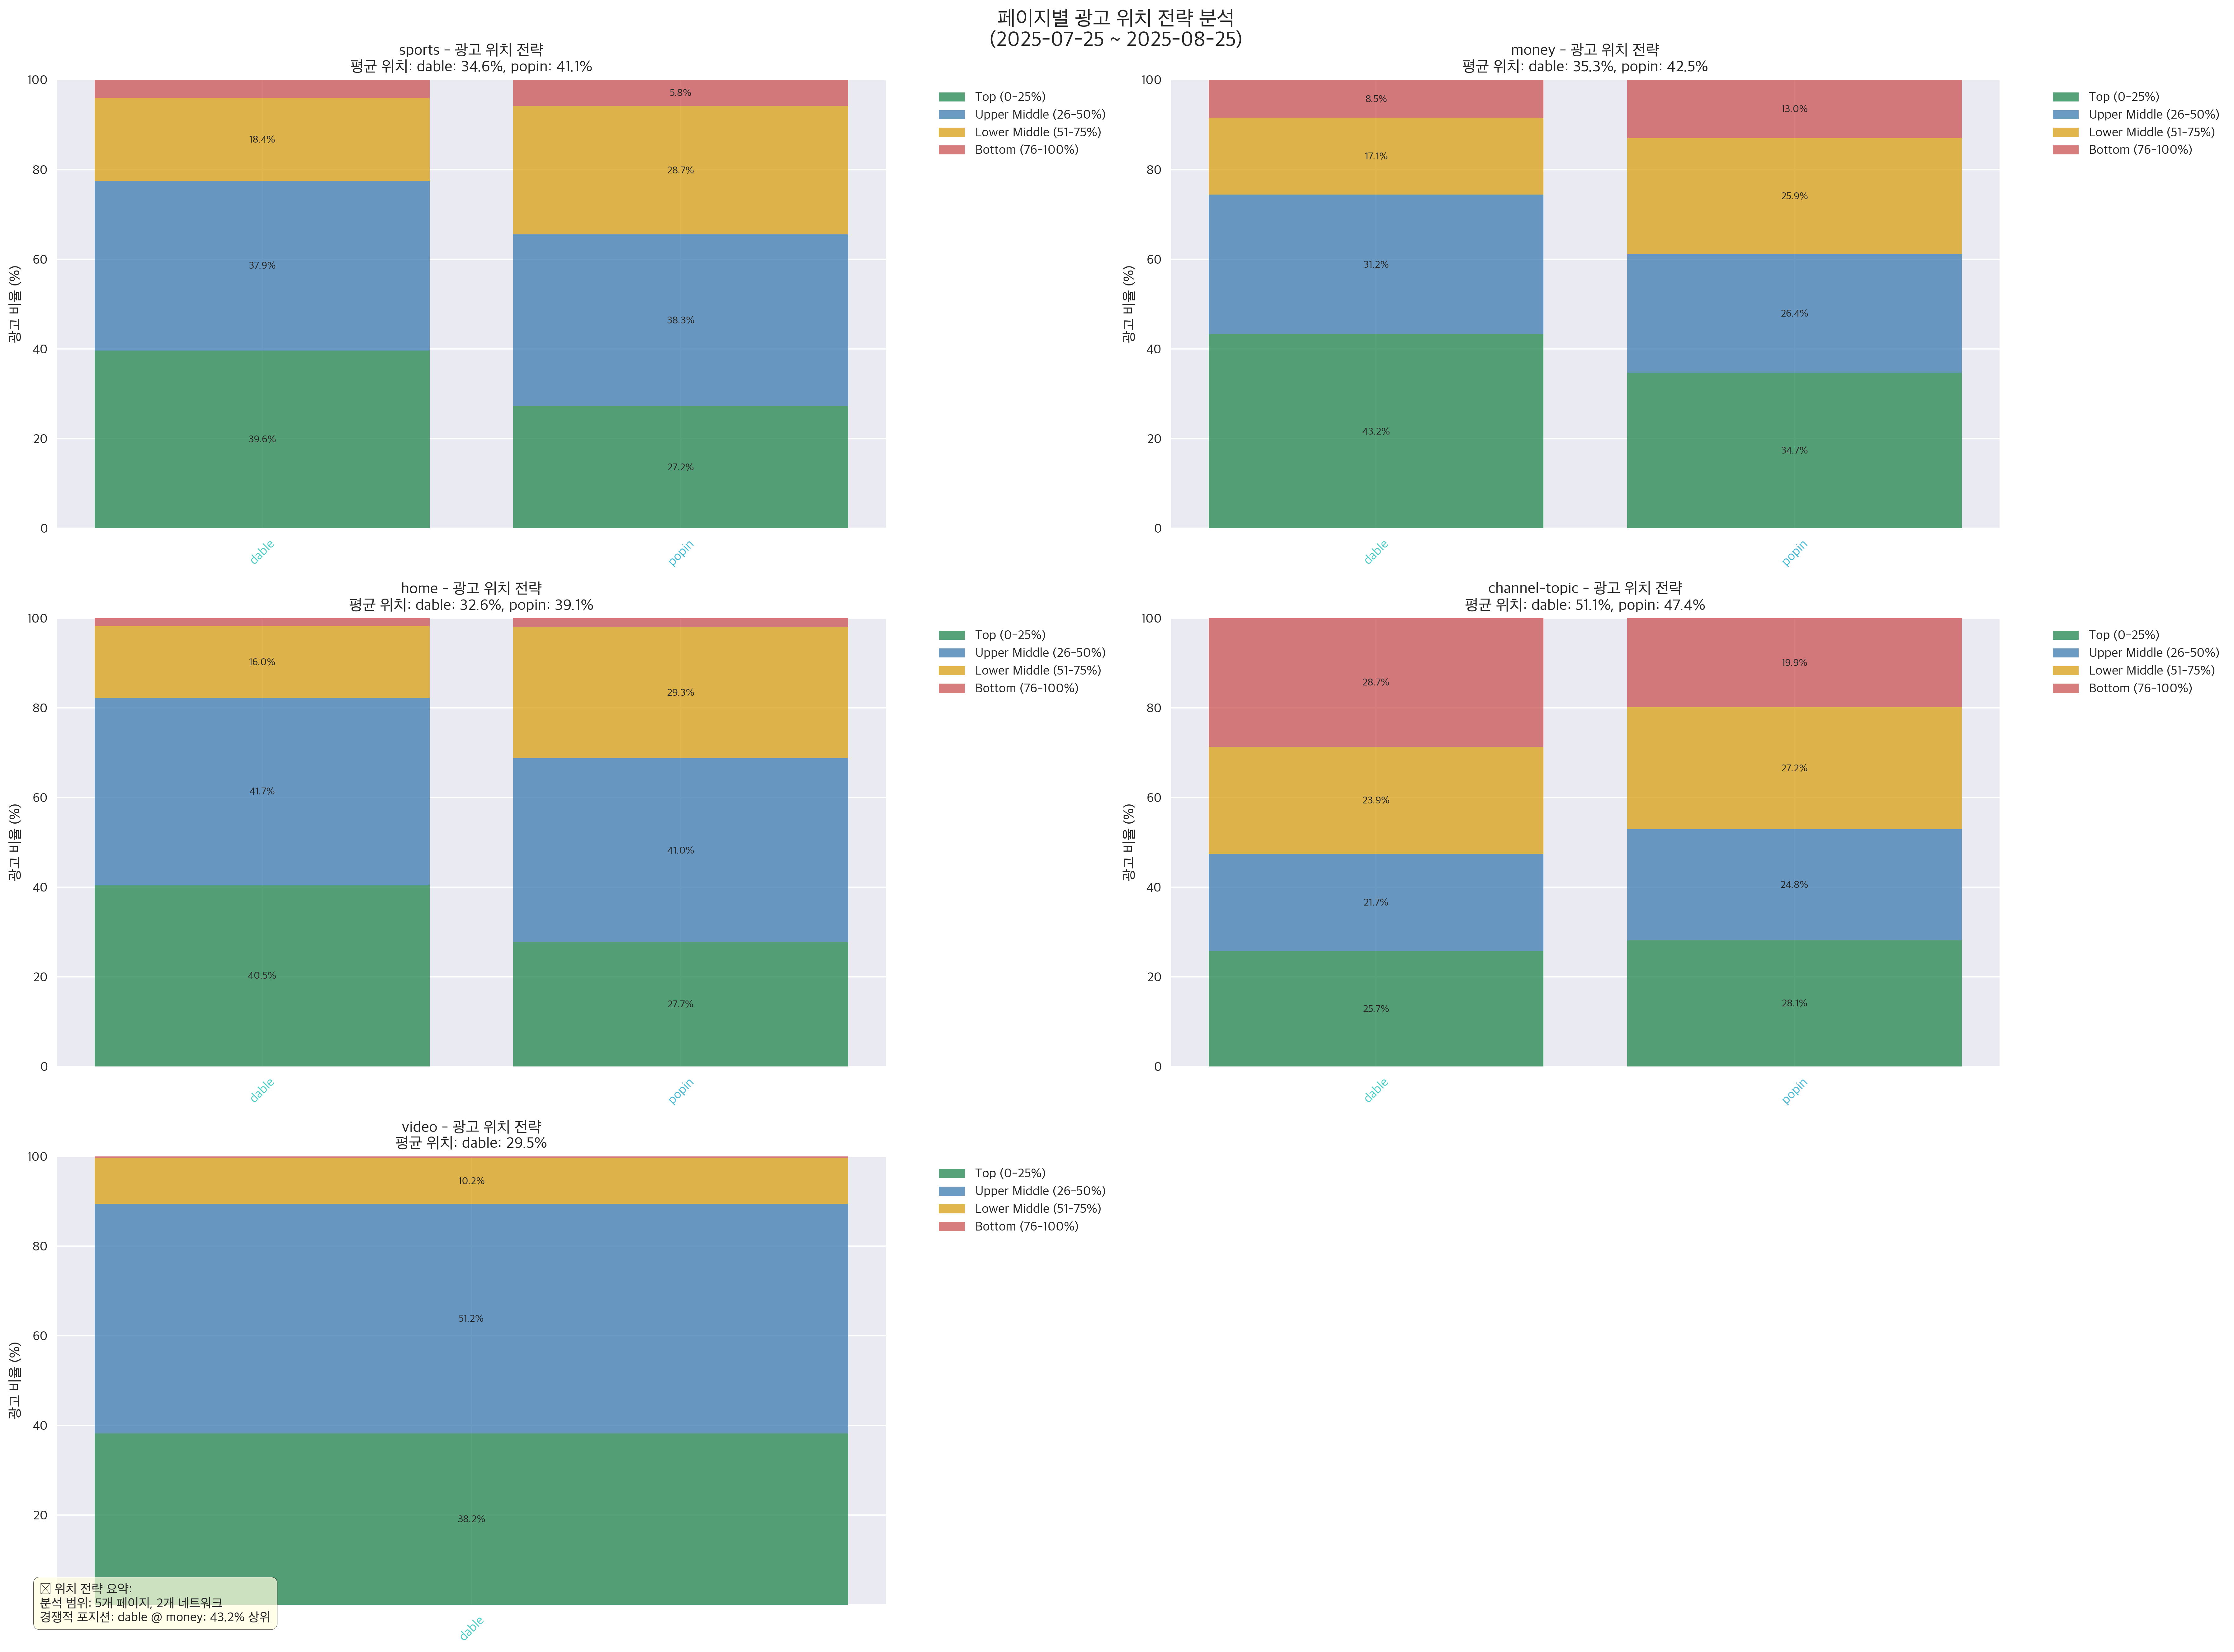 페이지별 광고 위치 전략 분석
(2025-07-25 ~ 2025-08-25)
sports - 광고 위치 전략
평균 위치: dable: 34.6%, popin: 41.1%
광고 비율 (%)
100
80
60
40
20
0
18.4%
37.9%
39.6%
5.8%
28.7%
38.3%
27.2%
dable
popin
Top (0-25%)
Upper Middle (26-50%)
Lower Middle (51-75%)
Bottom (76-100%)
money - 광고 위치 전략
평균 위치: dable: 35.3%, popin: 42.5%
광고 비율 (%)
100
80
60
40
20
0
8.5%
17.1%
31.2%
43.2%
13.0%
25.9%
26.4%
34.7%
dable
popin
Top (0-25%)
Upper Middle (26-50%)
Lower Middle (51-75%)
Bottom (76-100%)
home - 광고 위치 전략
평균 위치: dable: 32.6%, popin: 39.1%
광고 비율 (%)
100
80
60
40
20
0
16.0%
41.7%
40.5%
29.3%
41.0%
27.7%
dable
popin
Top (0-25%)
Upper Middle (26-50%)
Lower Middle (51-75%)
Bottom (76-100%)
channel-topic - 광고 위치 전략
평균 위치: dable: 51.1%, popin: 47.4%
광고 비율 (%)
100
80
60
40
20
0
28.7%
23.9%
21.7%
25.7%
19.9%
27.2%
24.8%
28.1%
dable
popin
Top (0-25%)
Upper Middle (26-50%)
Lower Middle (51-75%)
Bottom (76-100%)
video - 광고 위치 전략
평균 위치: dable: 29.5%
광고 비율 (%)
100
80
60
40
20
10.2%
51.2%
38.2%
dable
Top (0-25%)
Upper Middle (26-50%)
Lower Middle (51-75%)
Bottom (76-100%)
위치 전략 요약:
분석 범위: 5개 페이지, 2개 네트워크
경쟁적 포지션: dable @ money: 43.2% 상위